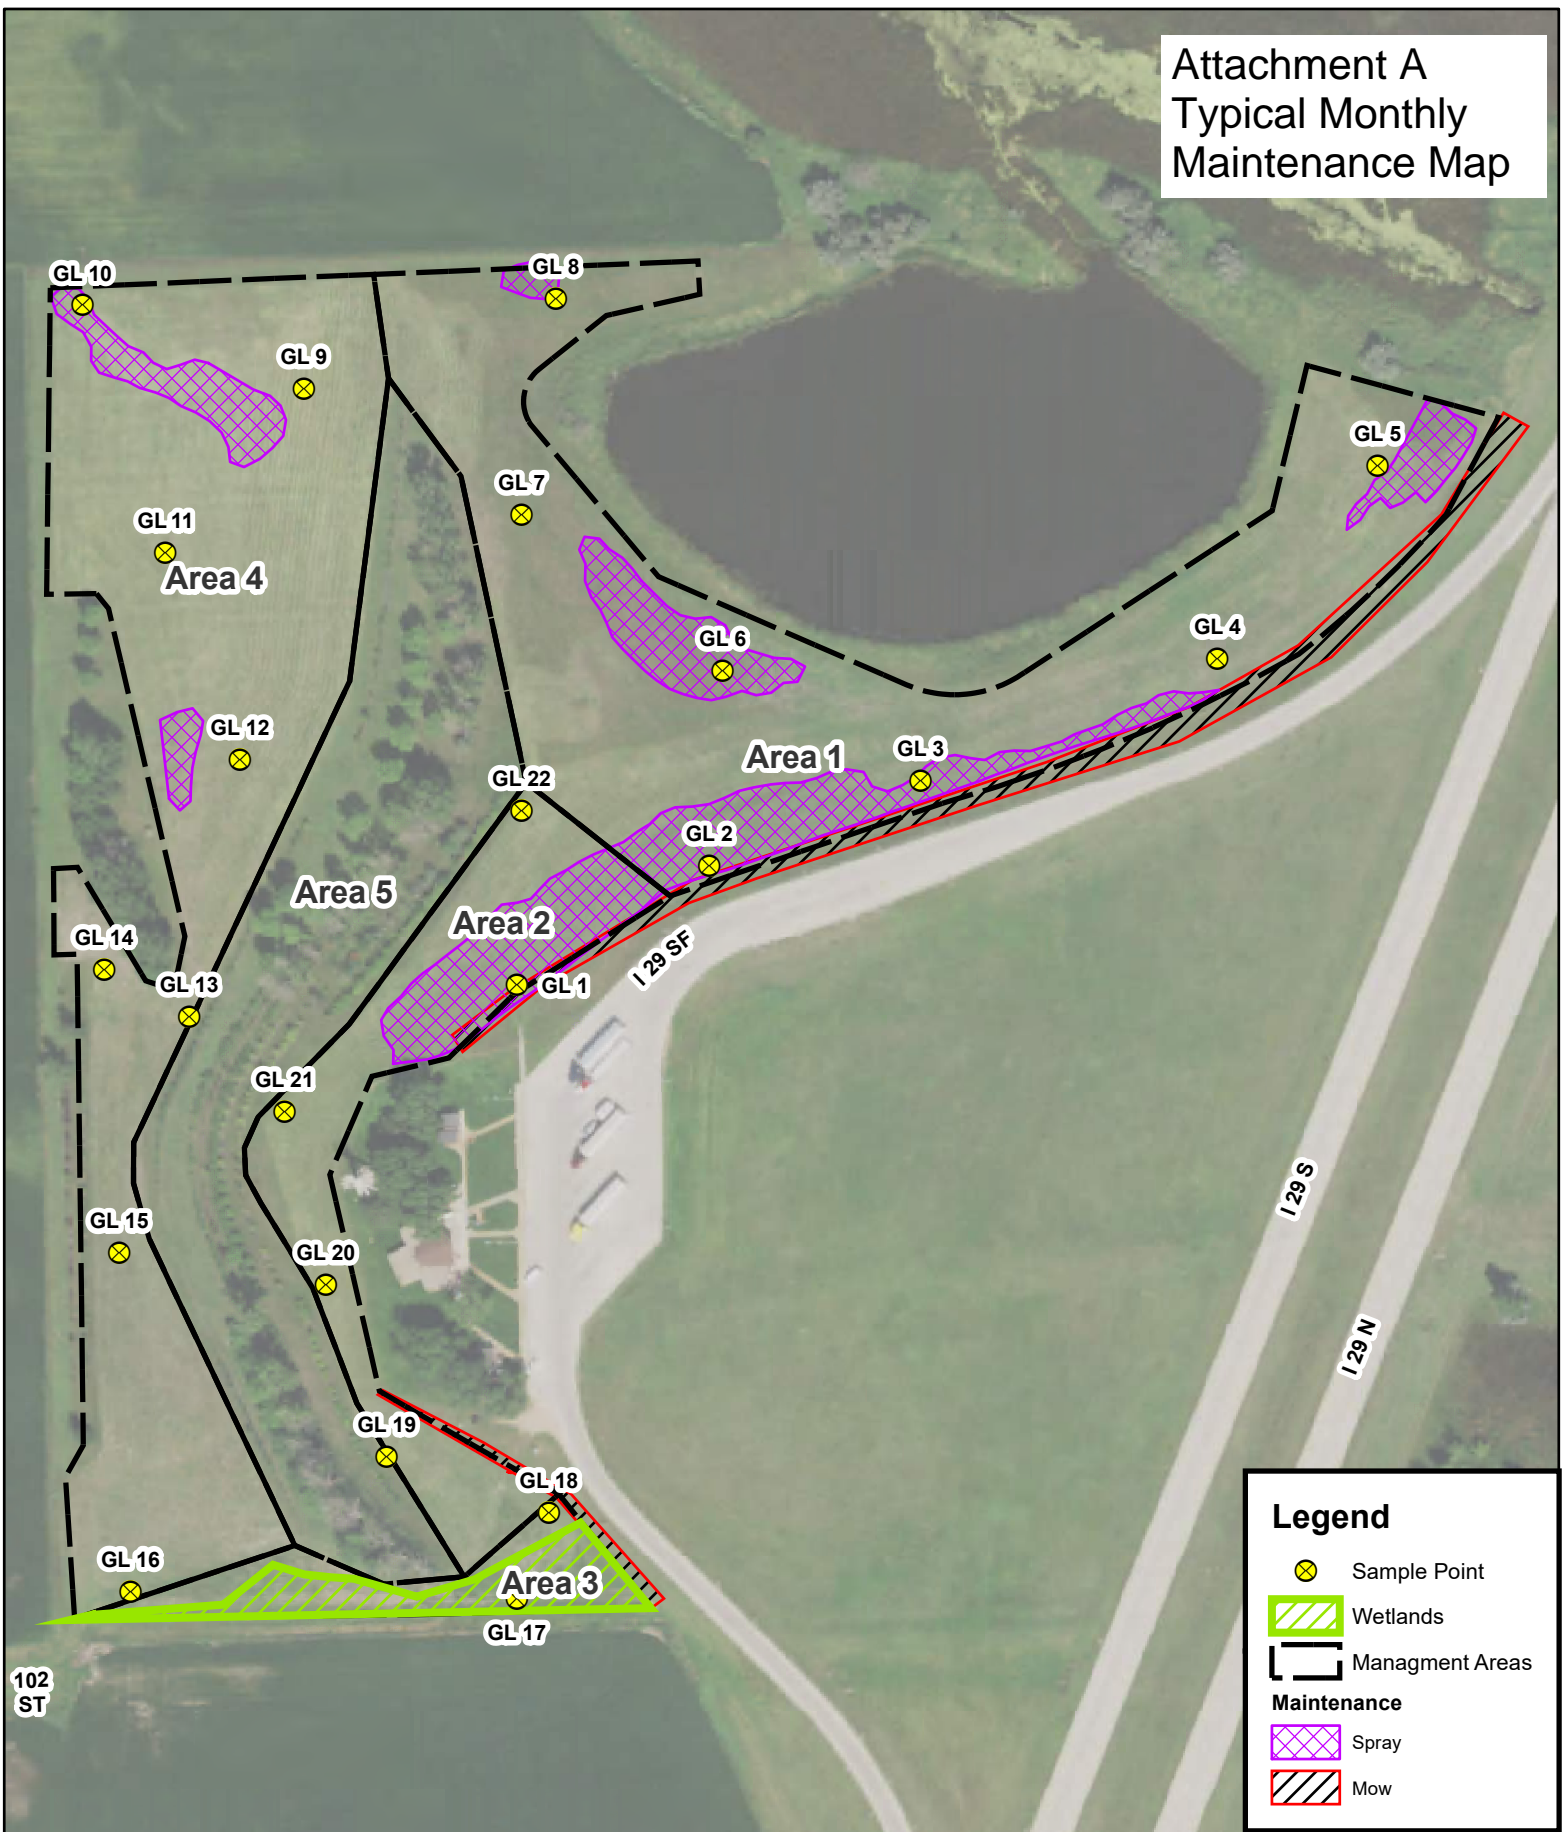 Attachment A
Typical Monthly
Maintenance Map
GL 10
GL 8
GL 9
GL 5
GL 7
GL 11
Area 4
GL 6
GL 4
GL 12
Area 1
GL 3
GL 22
GL 2
Area 5
Area 2
GL 14
I 29 SF
GL 13
GL 1
GL 21
I 29 S
GL 15
GL 20
I 29 N
GL 19
GL 18
GL 16
Area 3
GL 17
102
ST
Legend
Sample Point
Wetlands
Managment Areas
Maintenance
Spray
Mow